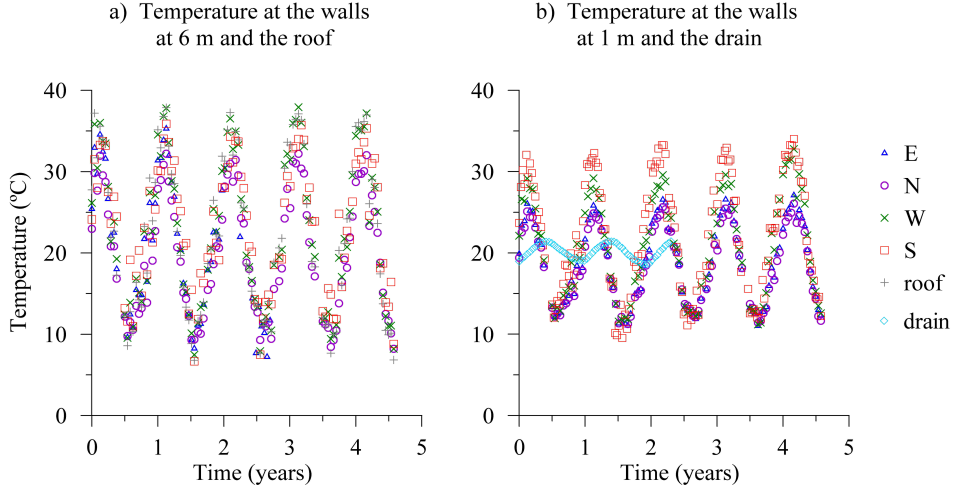 a) Temperature at the walls
at 6 m and the roof
b) Temperature at the walls
at 1 m and the drain
Temperature (ºC)
40
30
20
10
0
0 1 2 3 4 5
Time (years)
40
30
20
10
0
0 1 2 3 4 5
Time (years)
E
N
W
S
roof
drain